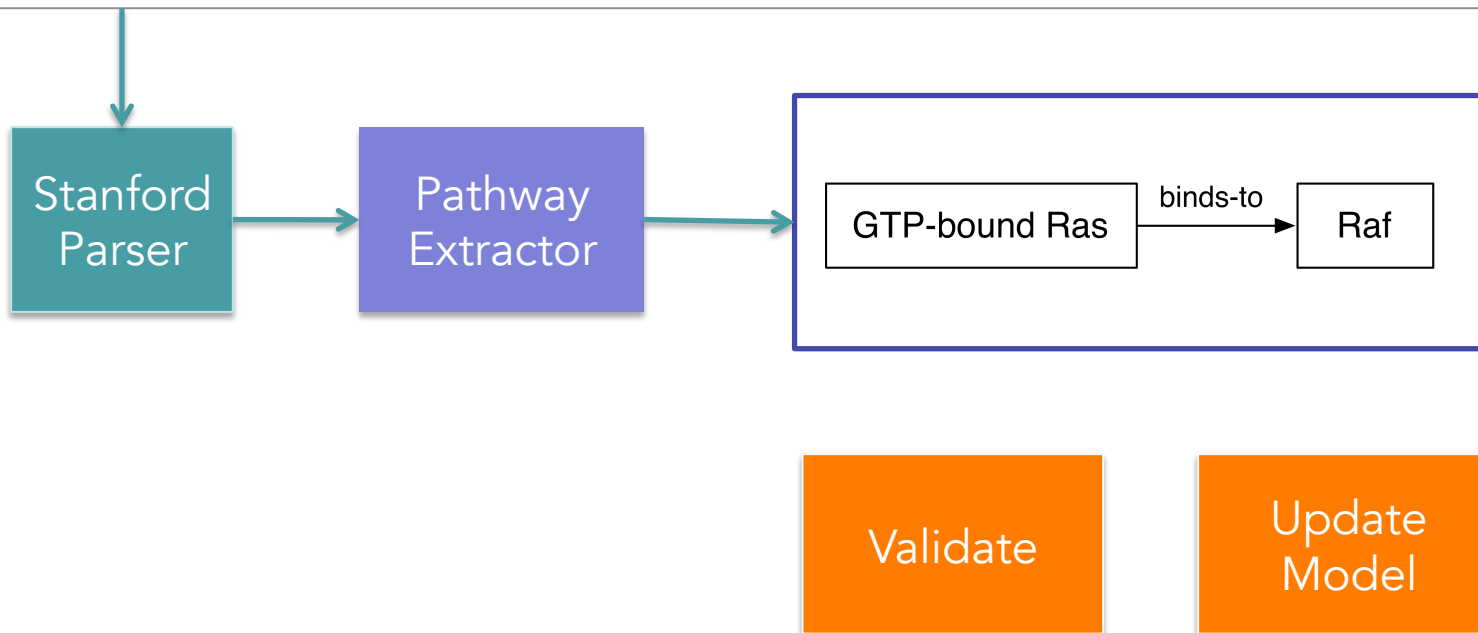 Stanford
Parser
Pathway
Extractor
GTP-bound Ras
binds-to
Raf
Validate
Update
Model